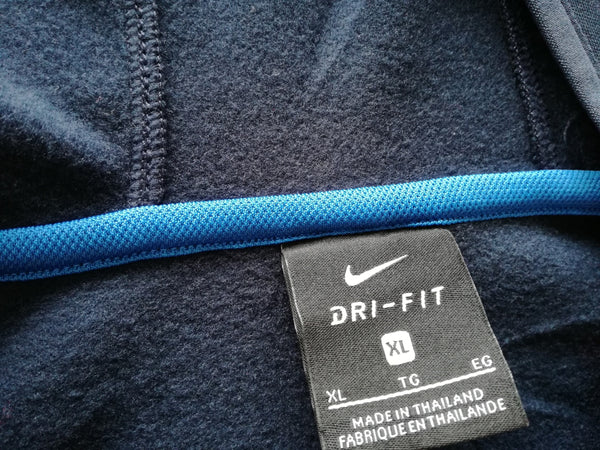 DRI-FIT
XL
XL TG EG
MADE IN THAILAND
FABRIQUE EN THAILANDE